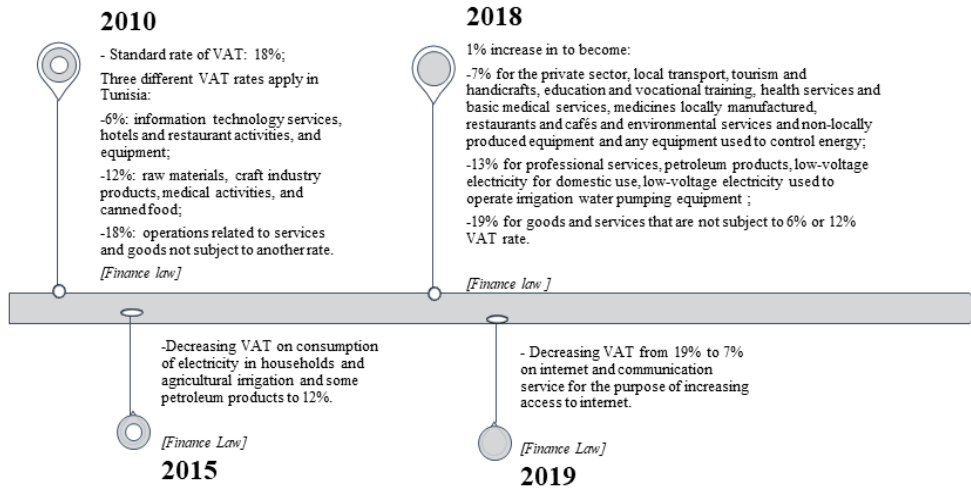 2010
- Standard rate of VAT: 18%;
Three different VAT rates apply in
Tunisia:
-6%: information technology services,
hotels and restaurant activities, and
equipment;
-12%: raw materials, craft industry
products, medical activities, and
canned food;
-18%: operations related to services
and goods not subject to another rate.
[Finance law]
2018
1% increase in to become:
-7% for the private sector, local transport, tourism and
handicrafts, education and vocational training, health services and
basic medical services, medicines locally manufactured,
restaurants and cafés and environmental services and non-locally
produced equipment and any equipment used to control energy;
-13% for professional services, petroleum products, low-voltage
electricity for domestic use, low-voltage electricity used to
operate irrigation water pumping equipment ;
-19% for goods and services that are not subject to 6% or 12%
VAT rate.
[Finance law ]
-Decreasing VAT on consumption
of electricity in households and
agricultural irrigation and some
petroleum products to 12%.
[Finance Law]
2015
- Decreasing VAT from 19% to 7%
on internet and communication
service for the purpose of increasing
access to internet.
[Finance Law]
2019